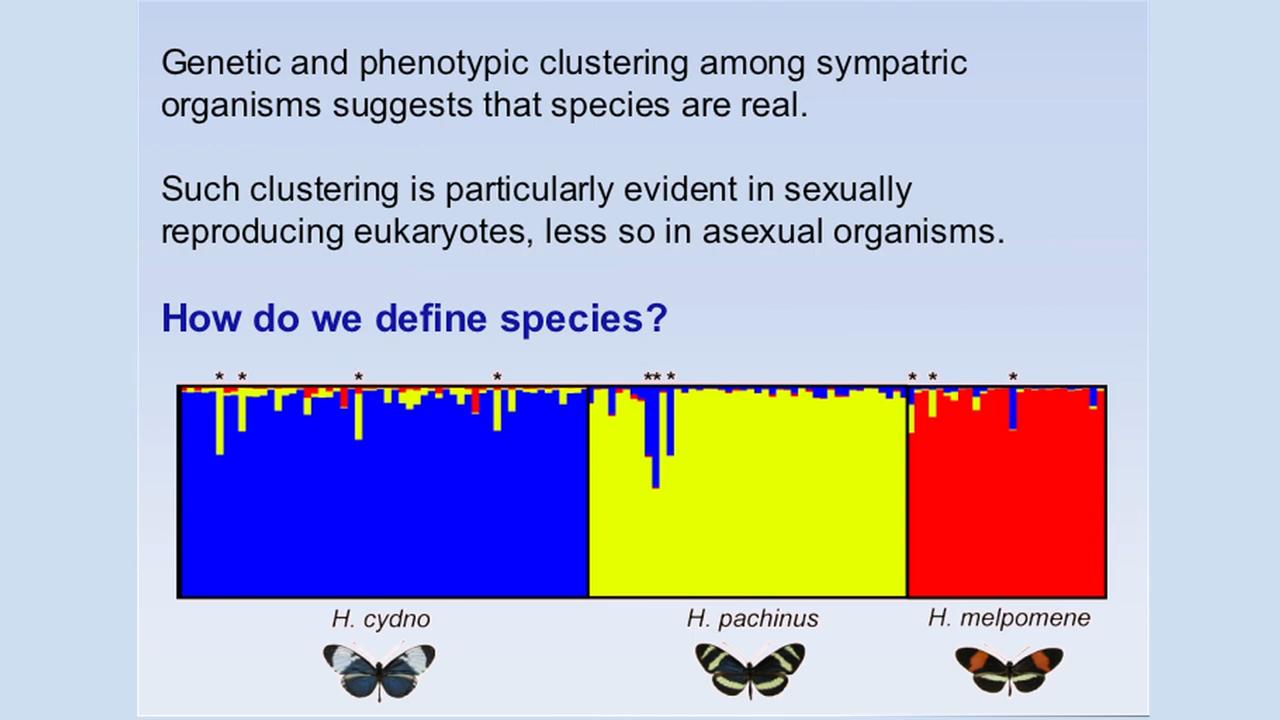 Genetic and phenotypic clustering among sympatric
organisms suggests that species are real.
Such clustering is particularly evident in sexually
reproducing eukaryotes, less so in asexual organisms.
How do we define species?
* * * * ** * * * *
H. cydno H. pachinus H. melpomene